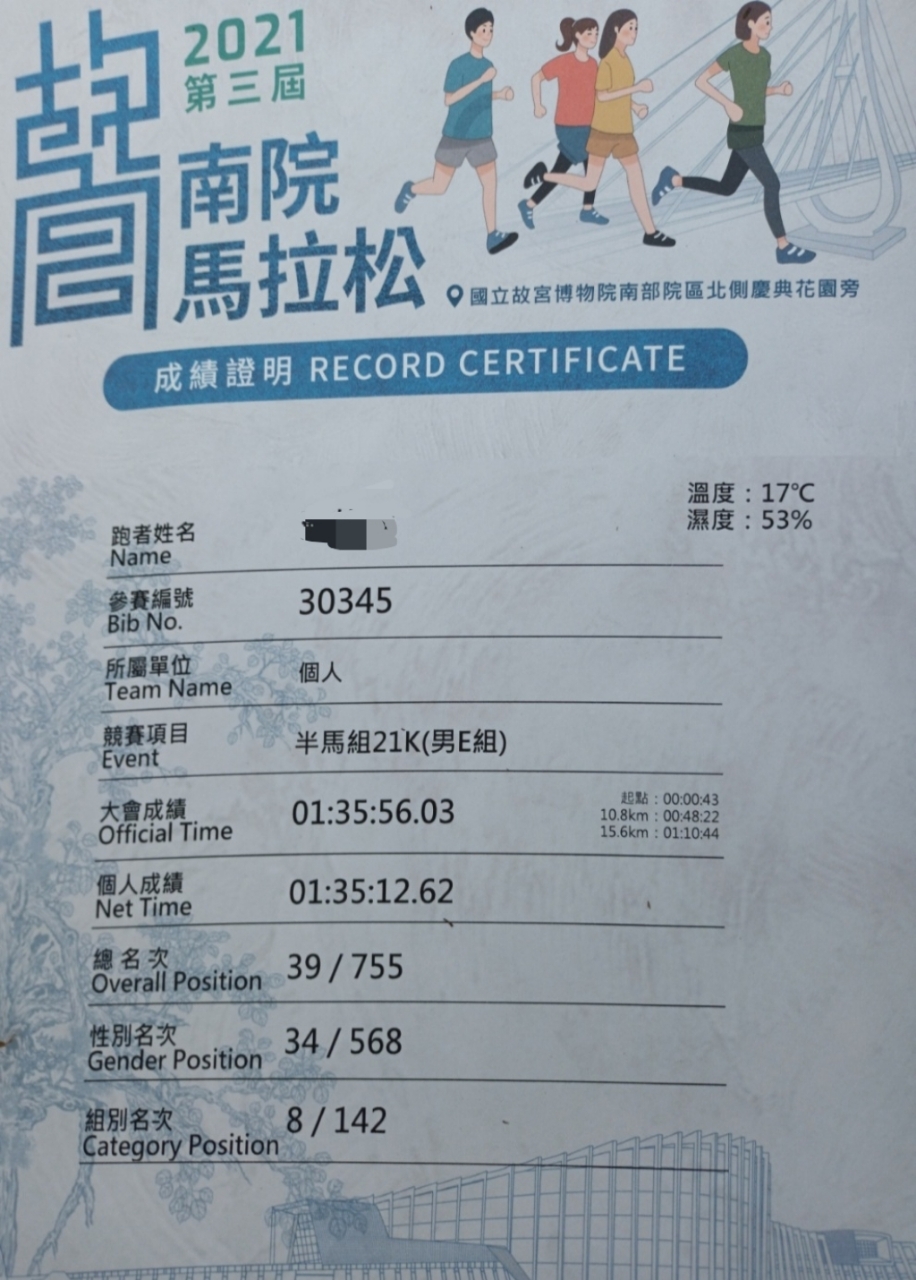 故宮
2021
第三屆
南院
馬拉松
國立故宮博物院南部院區北側慶典花園旁
成績證明 RECORD CERTIFICATE
溫度：17℃
濕度：53%
跑者姓名
Name
參賽編號
Bib No.
30345
所屬單位
Team Name
個人
競賽項目
Event
半馬組21K(男E組)
大會成績
Official Time
01:35:56.03
起點：00:00:43
10.8km：00:48:22
15.6km：01:10:44
個人成績
Net Time
01:35:12.62
總名次
Overall Position
39 / 755
性別名次
Gender Position
34 / 568
組別名次
Category Position
8 / 142